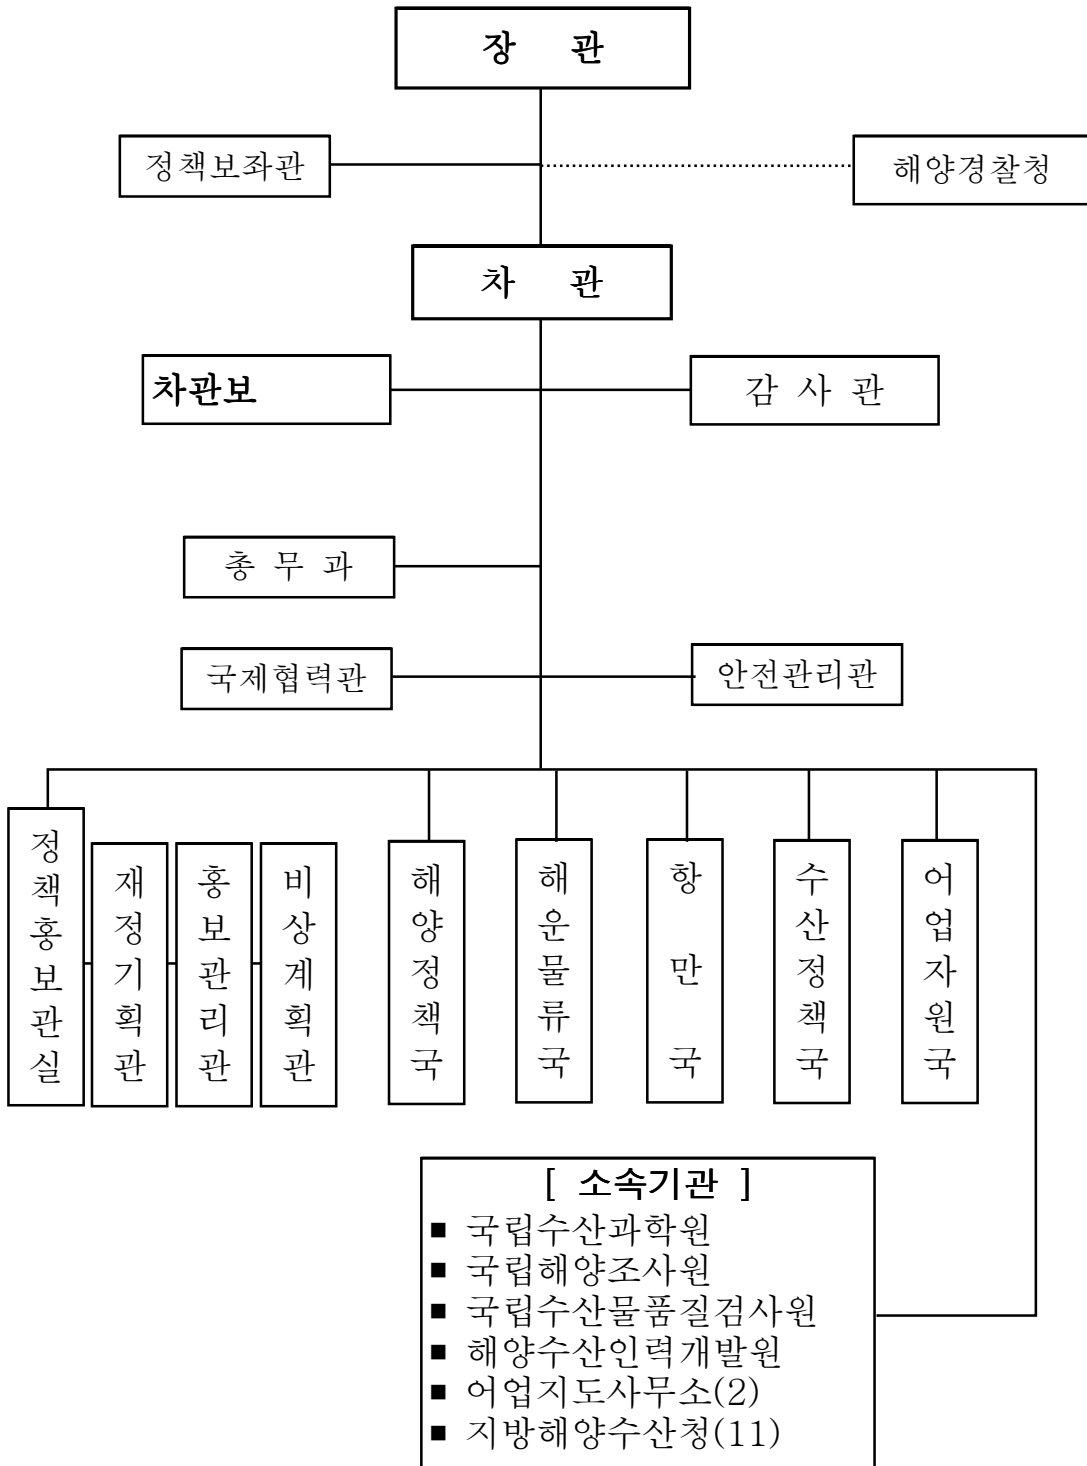 장 관
정책보좌관
해양경찰청
차 관
차관보
감 사 관
총 무 과
국제협력관
안전관리관
정책홍보관실
재정기획관
홍보관리관
비상계획관
해양정책국
해운물류국
항만국
수산정책국
어업자원국
[ 소속기관 ]
■ 국립수산과학원
■ 국립해양조사원
■ 국립수산물품질검사원
■ 해양수산인력개발원
■ 어업지도사무소(2)
■ 지방해양수산청(11)